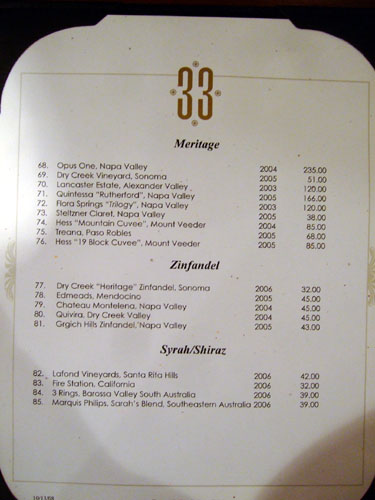 33
Meritage
68. Opus One, Napa Valley 2004 235.00
69. Dry Creek Vineyard, Sonoma 2005 51.00
70. Lancaster Estate, Alexander Valley 2003 120.00
71. Quintessa "Rutherford", Napa Valley 2005 166.00
72. Flora Springs "Trilogy", Napa Valley 2003 120.00
73. Steltzner Claret, Napa Valley 2005 38.00
74. Hess "Mountain Cuvee", Mount Veeder 2004 85.00
75. Treana, Paso Robles 2005 68.00
76. Hess "19 Block Cuvee", Mount Veeder 2005 85.00
Zinfandel
77. Dry Creek "Heritage" Zinfandel, Sonoma 2006 32.00
78. Edmeads, Mendocino 2005 45.00
79. Chateau Montelena, Napa Valley 2004 45.00
80. Quivira, Dry Creek Valley 2004 45.00
81. Grgich Hills Zinfandel, Napa Valley 2005 43.00
Syrah/Shiraz
82. Lafond Vineyards, Santa Rita Hills 2006 42.00
83. Fire Station, California 2006 32.00
84. 3 Rings, Barossa Valley South Australia 2006 39.00
85. Marquis Philips, Sarah's Blend, Southeastern Australia 2006 39.00